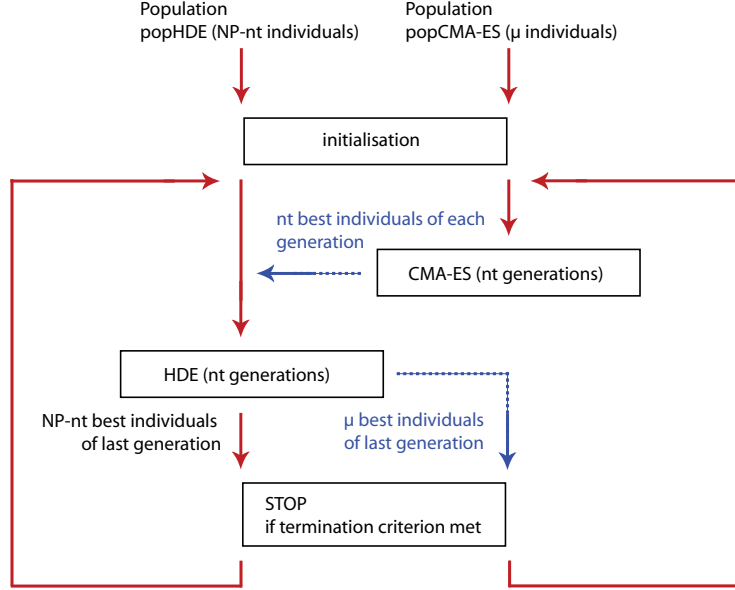 Population
popHDE (NP-nt individuals)
Population
popCMA-ES (μ individuals)
initialisation
nt best individuals of each
generation
CMA-ES (nt generations)
HDE (nt generations)
NP-nt best individuals
of last generation
μ best individuals
of last generation
STOP
if termination criterion met